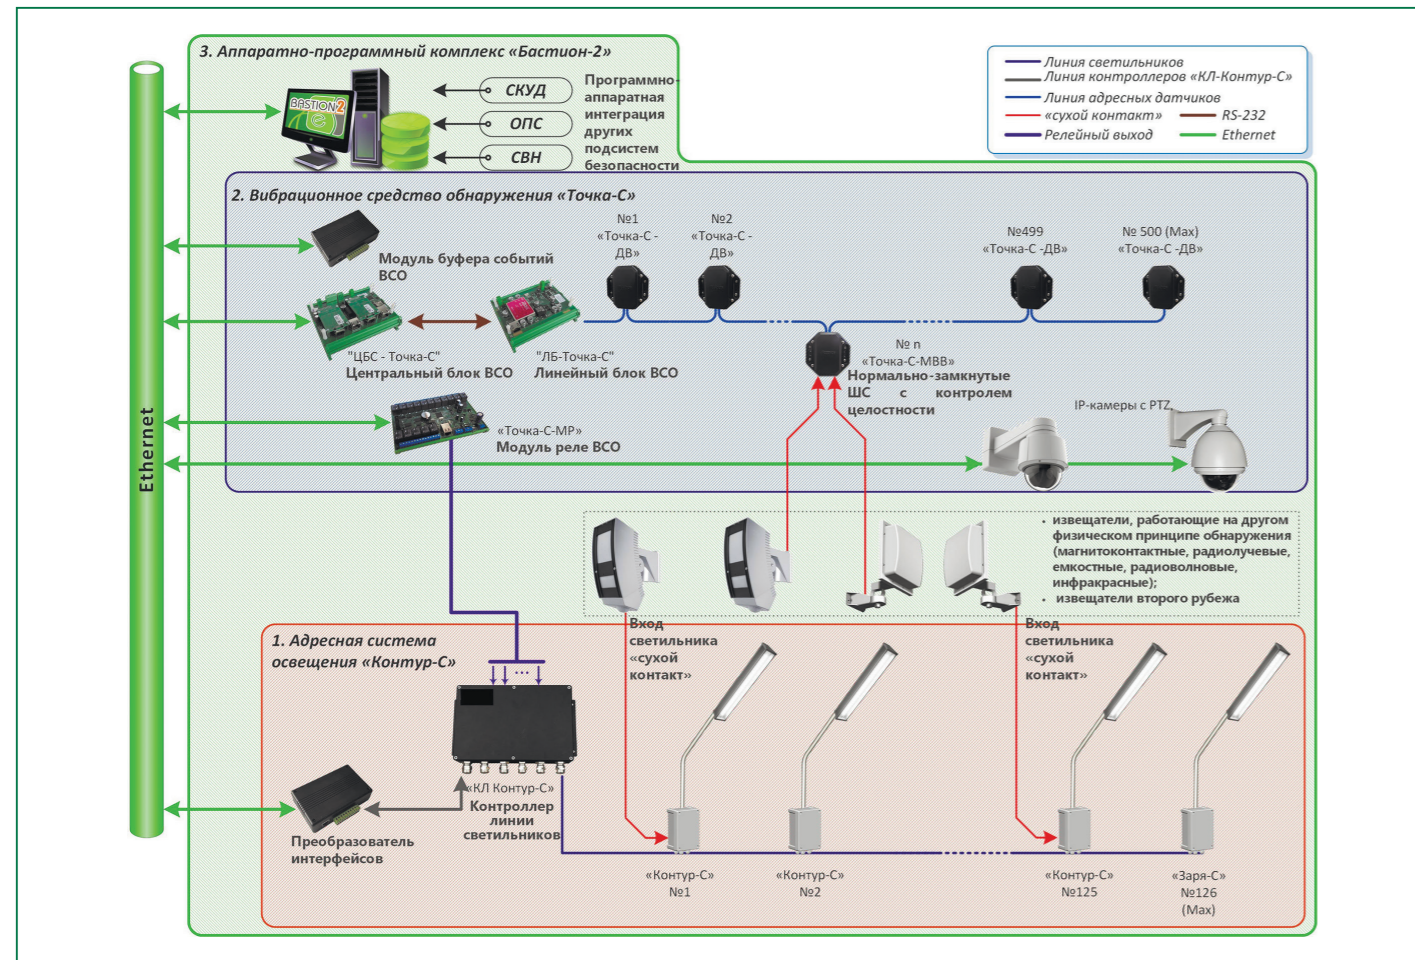 3. Аппаратно-программный комплекс «Бастион-2»
BASTION2
СКУД
ОПС
СВН
Программно-
аппаратная
интеграция
других
подсистем
безопасности
Линия светильников
Линия контроллеров «КЛ-Контур-С»
Линия адресных датчиков
«сухой контакт»
RS-232
Релейный выход
Ethernet
Ethernet
2. Вибрационное средство обнаружения «Точка-С»
Модуль буфера событий
ВСО
№1
«Точка-С -
ДВ»
№2
«Точка-С -
ДВ»
№499
«Точка-С -ДВ»
№ 500 (Max)
«Точка-С -ДВ»
"ЦБС - Точка-С"
Центральный блок ВСО
"ЛБ-Точка-С"
Линейный блок ВСО
№ n
«Точка-С-МВВ»
Нормально-замкнутые
ШС с контролем
целостности
«Точка-С-МР»
Модуль реле ВСО
IP-камеры с PTZ
• извещатели, работающие на другом
физическом принципе обнаружения
(магнитоконтактные, радиолучевые,
емкостные, радиоволновые,
инфракрасные);
• извещатели второго рубежа
1. Адресная система
освещения «Контур-С»
...
Вход
светильника
«сухой
контакт»
Вход
светильника
«сухой
контакт»
«КЛ Контур-С»
Контроллер
линии
светильников
Преобразователь
интерфейсов
«Контур-С»
№1
«Контур-С»
№2
«Контур-С»
№125
«Заря-С»
№126
(Max)